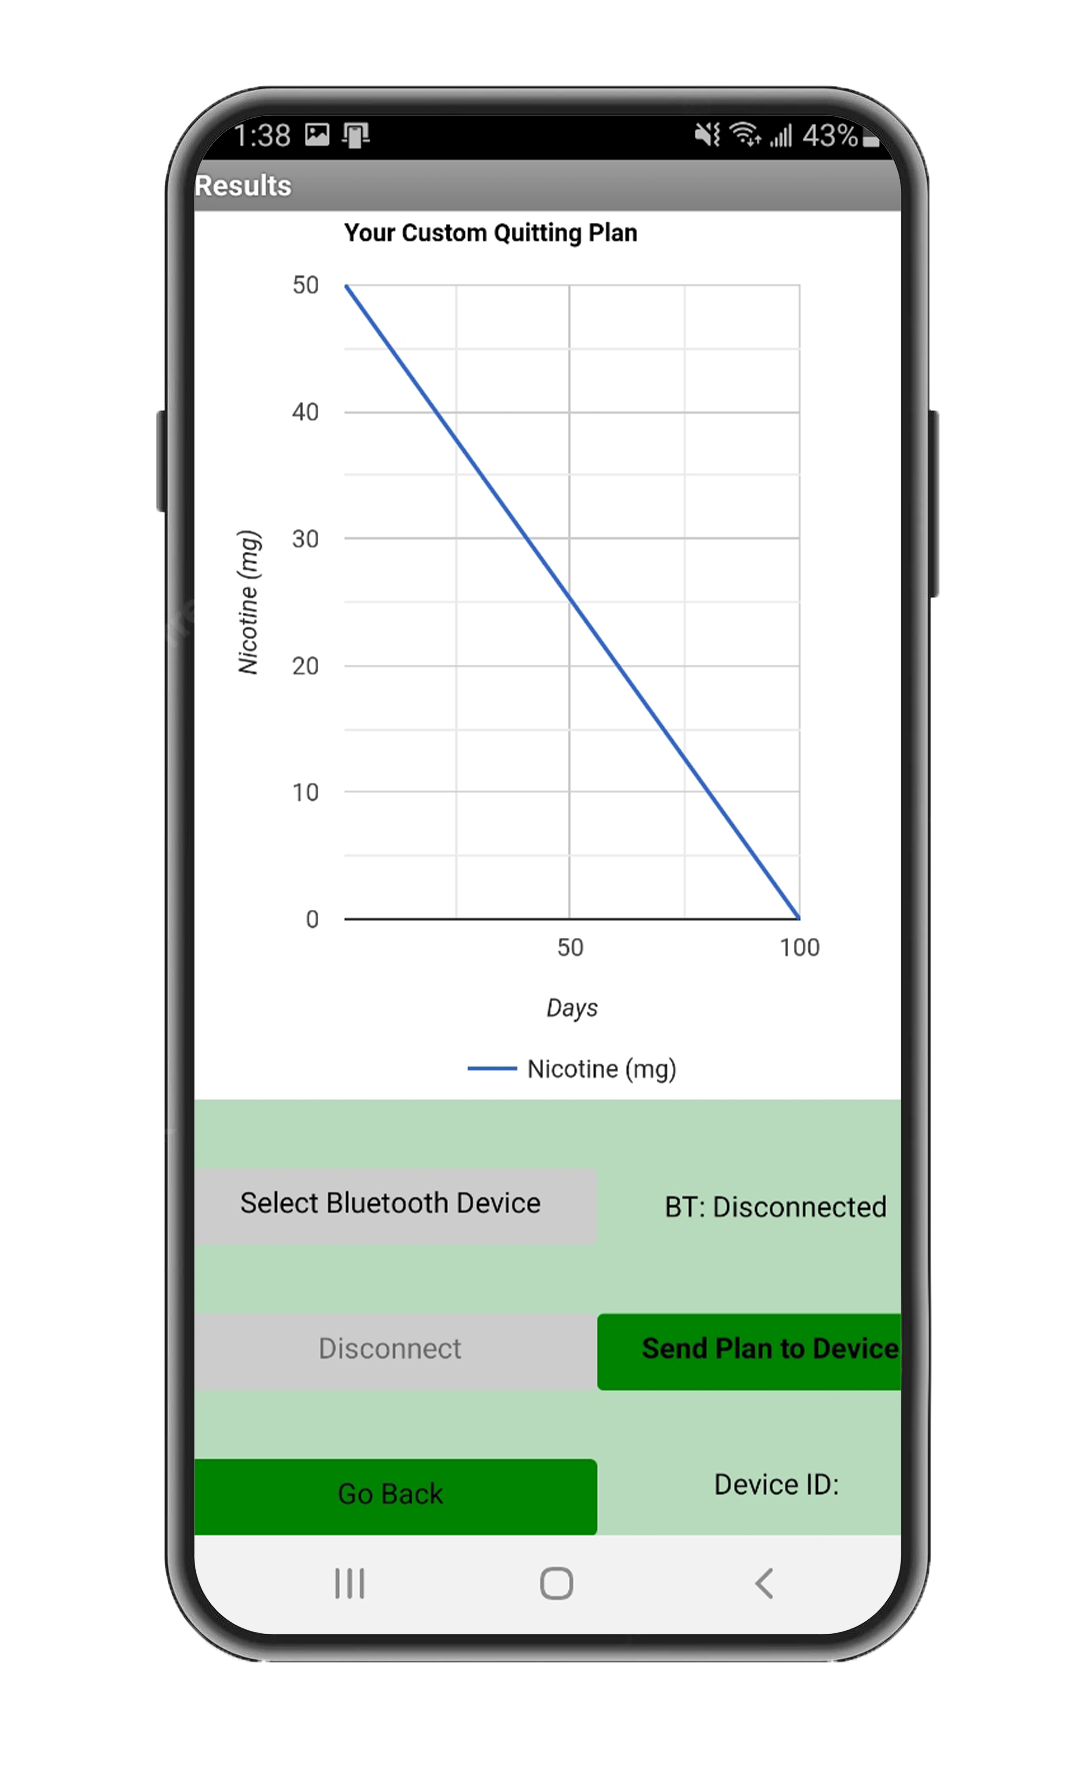 1:38 43%
Results
Your Custom Quitting Plan
50
40
30
20
10
0
Nicotine (mg)
50 100
Days
Nicotine (mg)
Select Bluetooth Device BT: Disconnected
Disconnect Send Plan to Device
Go Back Device ID: